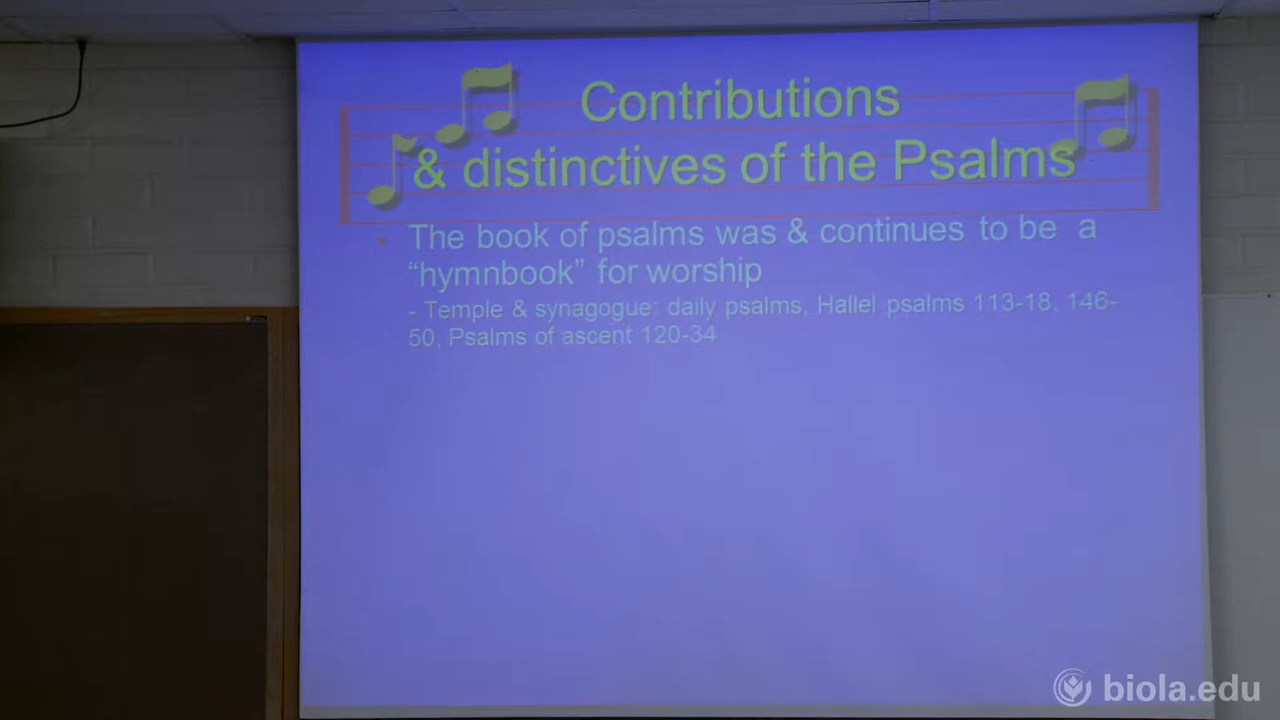 Contributions
& distinctives of the Psalms
The book of psalms was & continues to be a
“hymnbook” for worship
- Temple & synagogue: daily psalms, Hallel psalms 113-18, 146-
50, Psalms of ascent 120-34
biola.edu